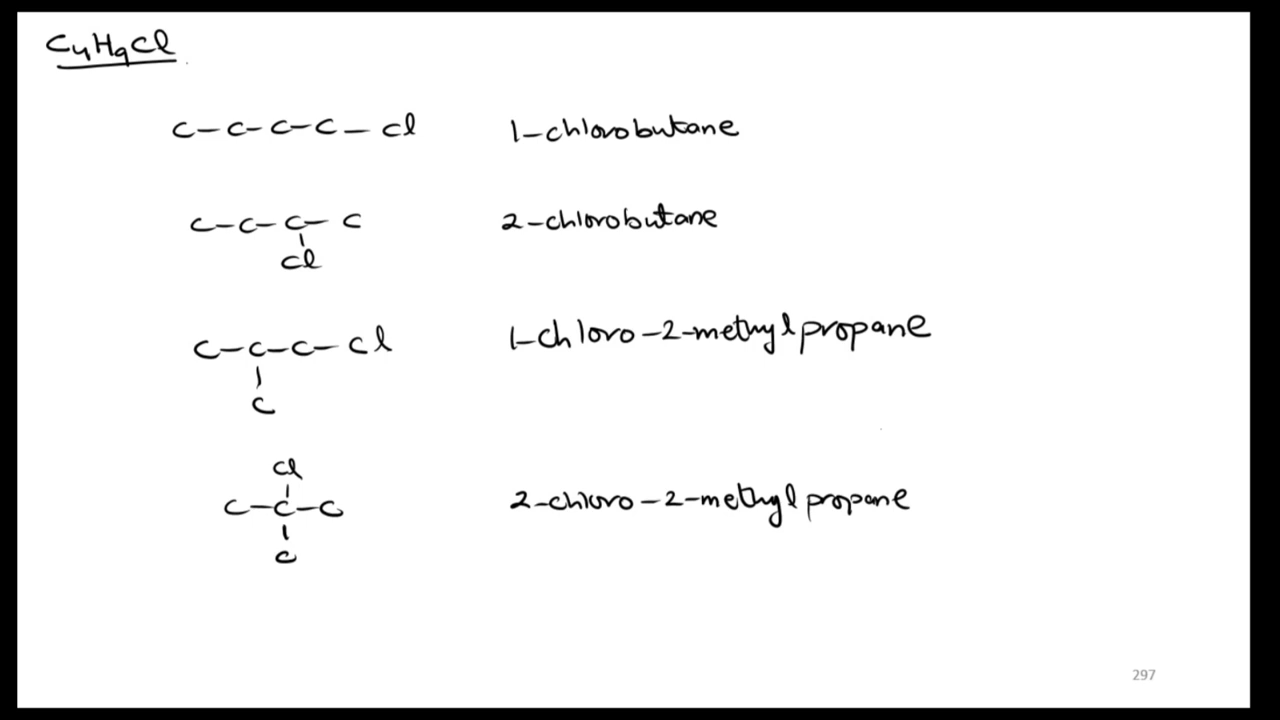 C4H9Cl
C-C-C-C-Cl 1-chlorobutane
C-C-C-C 2-chlorobutane
Cl
C-C-C-Cl 1-chloro-2-methylpropane
C
Cl
C-C-C 2-chloro-2-methylpropane
C
297